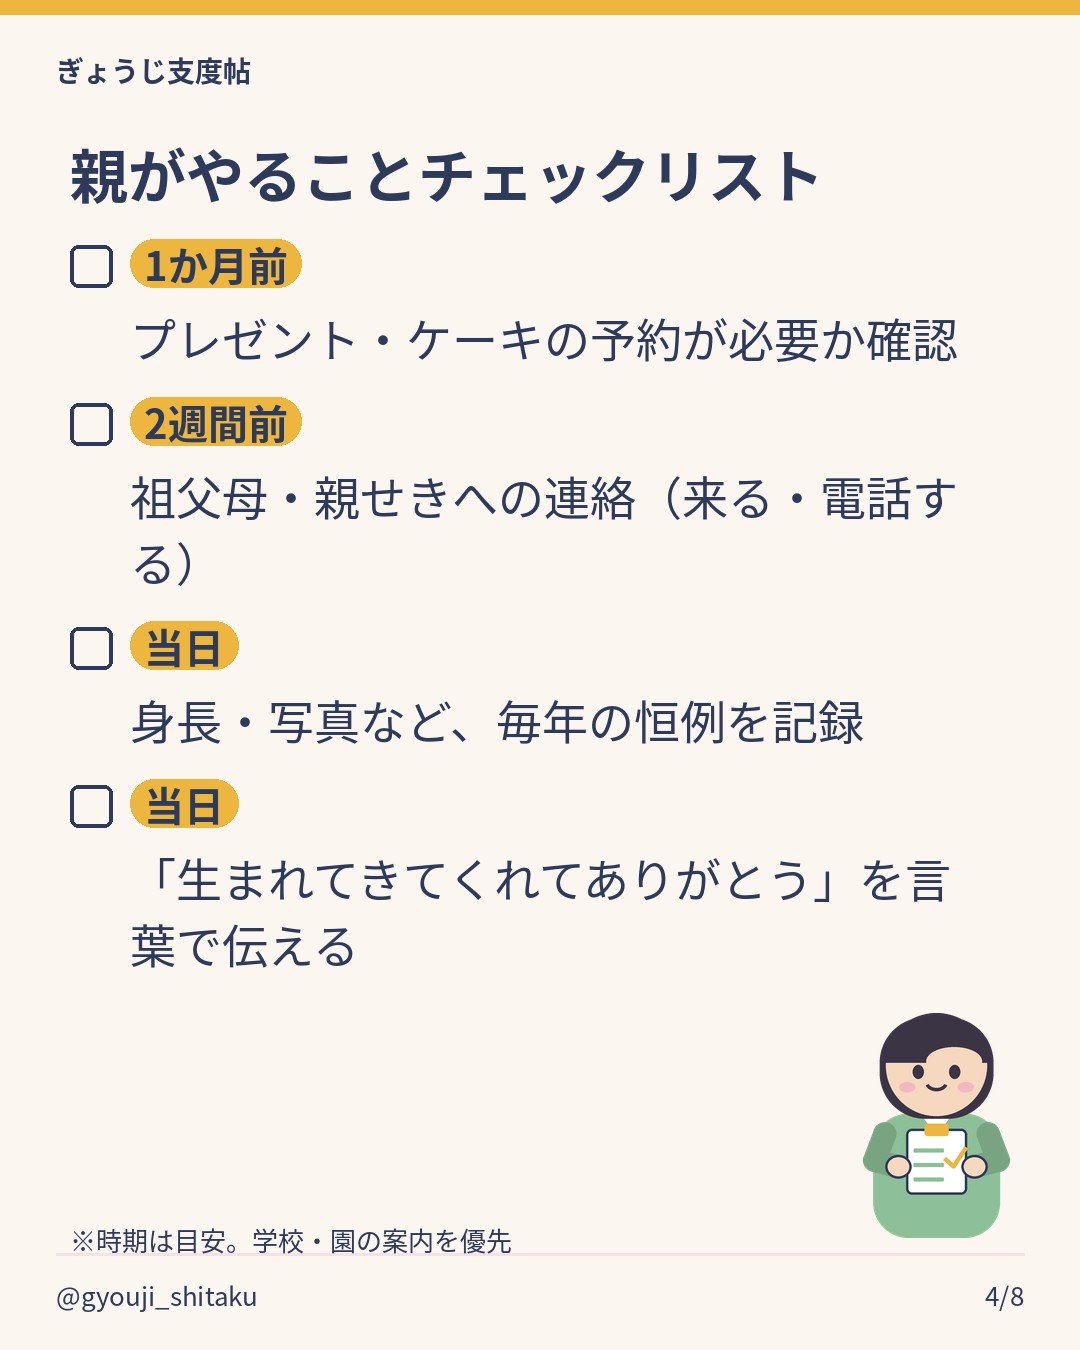 ぎょうじ支度帖
親がやることチェックリスト
1か月前
プレゼント・ケーキの予約が必要か確認
2週間前
祖父母・親せきへの連絡（来る・電話す
る）
当日
身長・写真など、毎年の恒例を記録
当日
「生まれてきてくれてありがとう」を言
葉で伝える
※時期は目安。学校・園の案内を優先
@gyouji_shitaku
4/8